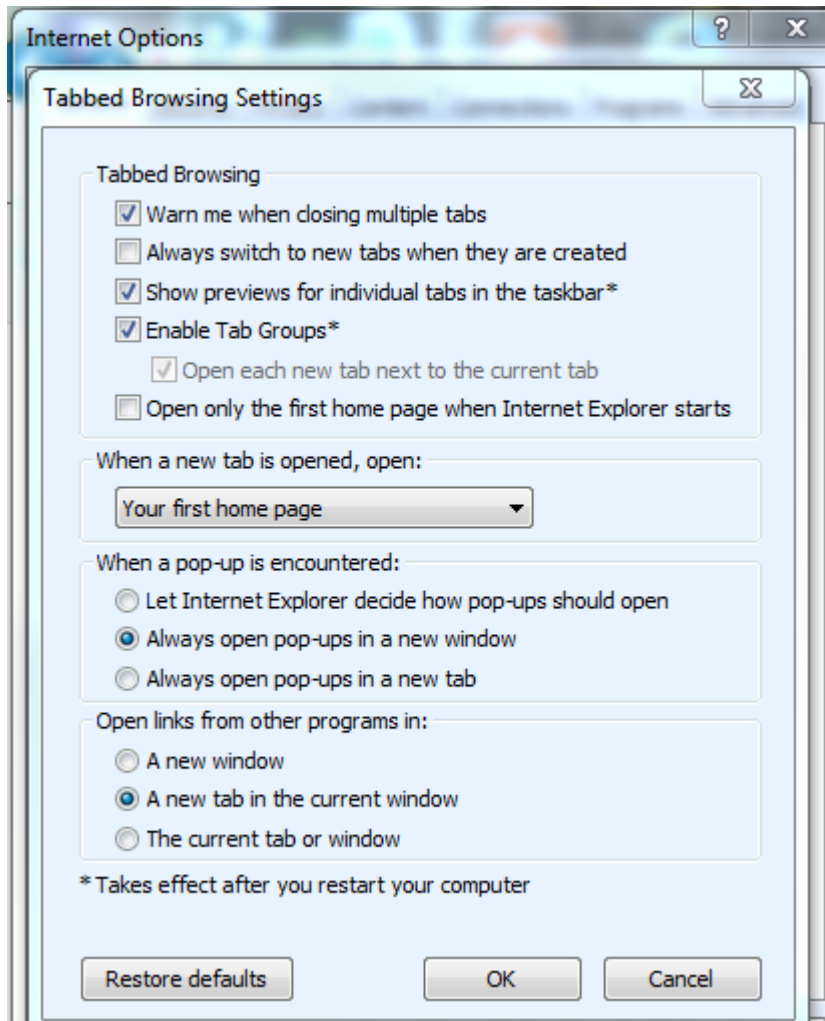 Internet Options
Tabbed Browsing Settings
Tabbed Browsing
Warn me when closing multiple tabs
Always switch to new tabs when they are created
Show previews for individual tabs in the taskbar*
Enable Tab Groups*
Open each new tab next to the current tab
Open only the first home page when Internet Explorer starts
When a new tab is opened, open:
Your first home page
When a pop-up is encountered:
Let Internet Explorer decide how pop-ups should open
Always open pop-ups in a new window
Always open pop-ups in a new tab
Open links from other programs in:
A new window
A new tab in the current window
The current tab or window
* Takes effect after you restart your computer
Restore defaults OK Cancel